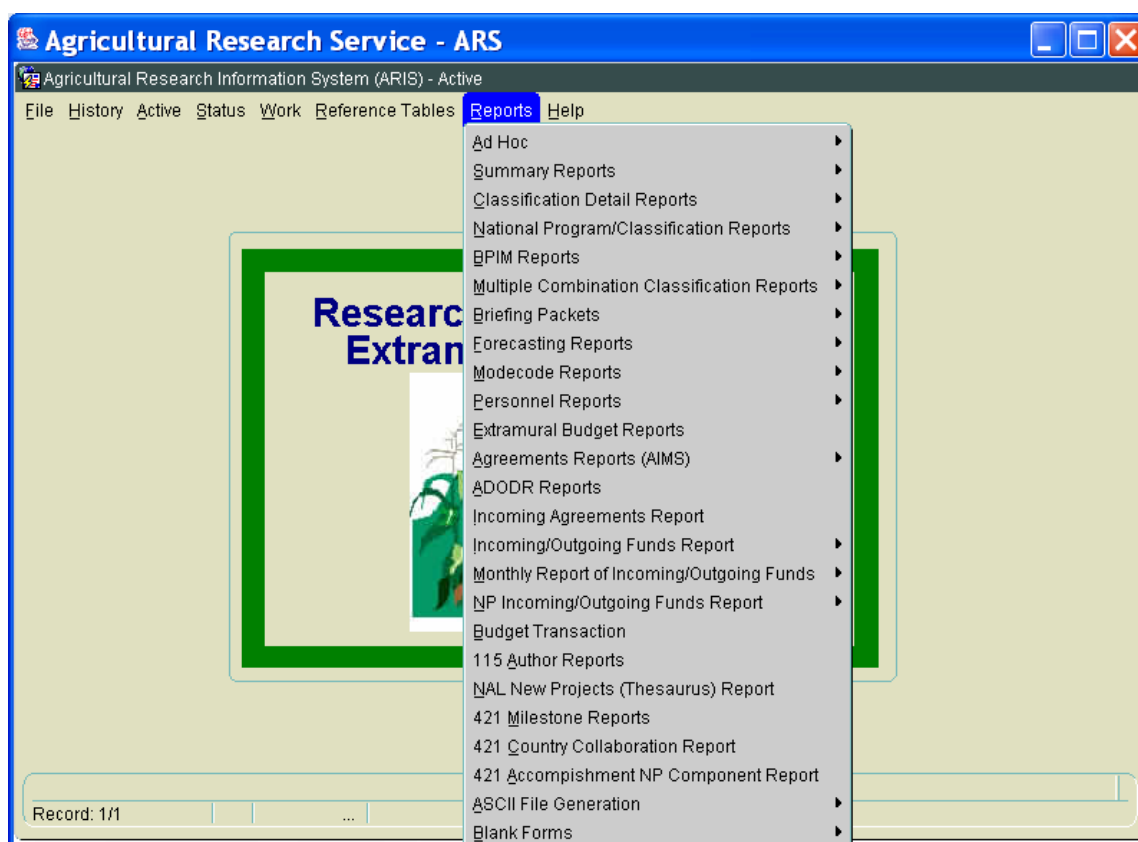 Agricultural Research Service - ARS
Agricultural Research Information System (ARIS) - Active
File History Active Status Work Reference Tables Reports Help
Ad Hoc
Summary Reports
Classification Detail Reports
National Program/Classification Reports
BPIM Reports
Multiple Combination Classification Reports
Researc
Briefing Packets
Extran
Forecasting Reports
Modecode Reports
Personnel Reports
Extramural Budget Reports
Agreements Reports (AIMS)
ADODR Reports
Incoming Agreements Report
Incoming/Outgoing Funds Report
Monthly Report of Incoming/Outgoing Funds
NP Incoming/Outgoing Funds Report
Budget Transaction
115 Author Reports
NAL New Projects (Thesaurus) Report
421 Milestone Reports
421 Country Collaboration Report
421 Accompishment NP Component Report
ASCII File Generation
Blank Forms
Record: 1/1 ...